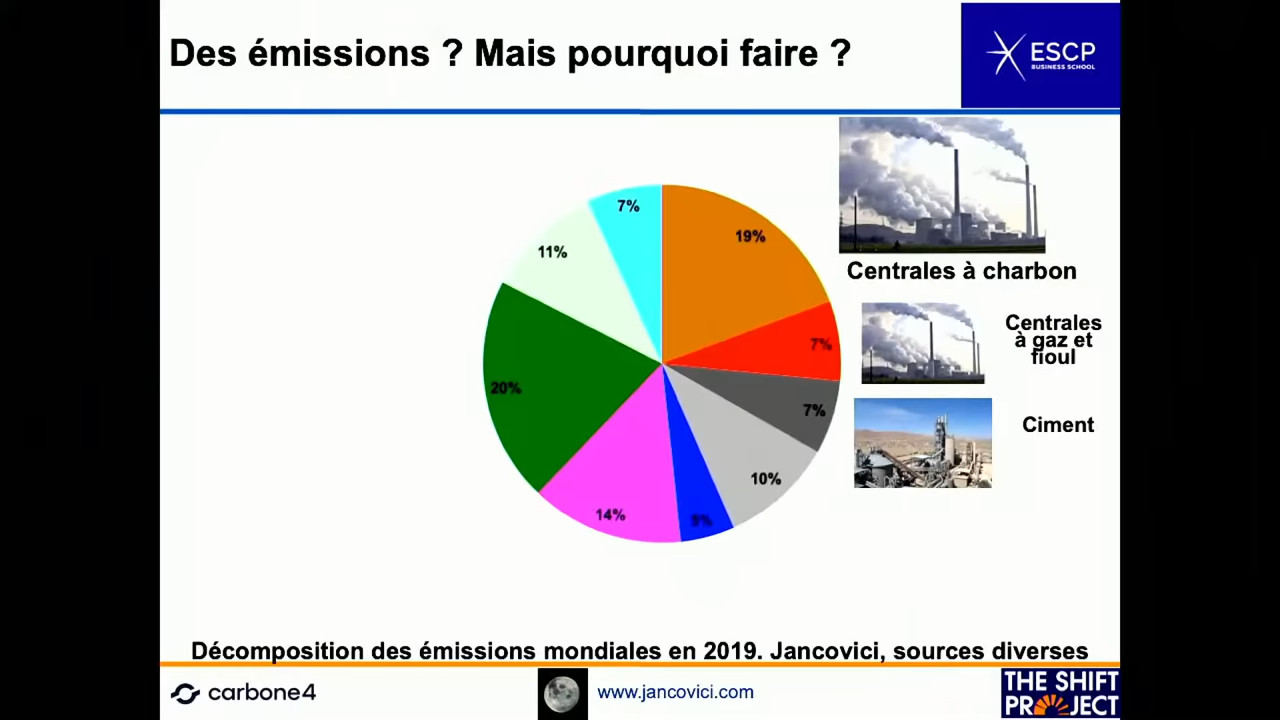 Des émissions ? Mais pourquoi faire ?
ESCP
BUSINESS SCHOOL
7%
19%
11%
Centrales à charbon
Centrales
à gaz et
fioul
7%
20%
7%
Ciment
10%
14%
5%
Décomposition des émissions mondiales en 2019. Jancovici, sources diverses
carbone4
www.jancovici.com
THE SHIFT
PROJECT